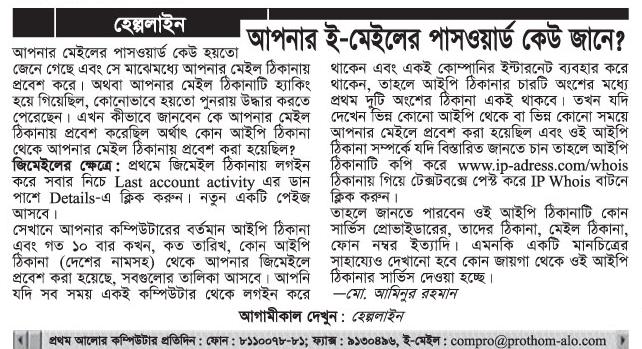 হেল্পলাইন
আপনার ই-মেইলের পাসওয়ার্ড কেউ জানে?
আপনার মেইলের পাসওয়ার্ড কেউ হয়তো
জেনে গেছে এবং সে মাঝেমধ্যে আপনার মেইল ঠিকানায়
প্রবেশ করে। অথবা আপনার মেইল ঠিকানাটি হ্যাকিং
হয়ে গিয়েছিল, কোনোভাবে হয়তো পুনরায় উদ্ধার করতে
পেরেছেন। এখন কীভাবে জানবেন কে আপনার মেইল
ঠিকানায় প্রবেশ করেছিল অর্থাৎ কোন আইপি ঠিকানা
থেকে আপনার মেইল ঠিকানায় প্রবেশ করা হয়েছিল?
জিমেইলের ক্ষেত্রে : প্রথমে জিমেইল ঠিকানায় লগইন
করে সবার নিচে Last account activity এর ডান
পাশে Details-এ ক্লিক করুন। নতুন একটি পেইজ
আসবে।
সেখানে আপনার কম্পিউটারের বর্তমান আইপি ঠিকানা
এবং গত ১০ বার কখন, কত তারিখ, কোন আইপি
ঠিকানা (দেশের নামসহ) থেকে আপনার জিমেইলে
প্রবেশ করা হয়েছে, সবগুলোর তালিকা আসবে। আপনি
যদি সব সময় একই কম্পিউটার থেকে লগইন করে
থাকেন এবং একই কোম্পানির ইন্টারনেট ব্যবহার করে
থাকেন, তাহলে আইপি ঠিকানার চারটি অংশের মধ্যে
প্রথম দুটি অংশের ঠিকানা একই থাকবে। তখন যদি
দেখেন ভিন্ন কোনো আইপি থেকে বা ভিন্ন কোনো সময়ে
আপনার মেইলে প্রবেশ করা হয়েছিল এবং ওই আইপি
ঠিকানা সম্পর্কে যদি বিস্তারিত জানতে চান তাহলে আইপি
ঠিকানাটি কপি করে www.ip-adress.com/whois
ঠিকানায় গিয়ে টেক্সটবক্সে পেস্ট করে IP Whois বাটনে
ক্লিক করুন।
তাহলে জানতে পারবেন ওই আইপি ঠিকানাটি কোন
সার্ভিস প্রোভাইডারের, তাদের ঠিকানা, মেইল ঠিকানা,
ফোন নম্বর ইত্যাদি। এমনকি একটি মানচিত্রের
সাহায্যেও দেখানো হবে কোন জায়গা থেকে ওই আইপি
ঠিকানার সার্ভিস দেওয়া হচ্ছে।
—মো. আমিনুর রহমান
আগামীকাল দেখুন : হেল্পলাইন
প্রথম আলোর কম্পিউটার প্রতিদিন : ফোন : ৮১১০০৭৮-৮১; ফ্যাক্স : ৯১৩০৪৯৬, ই-মেইল : compro@prothom-alo.com